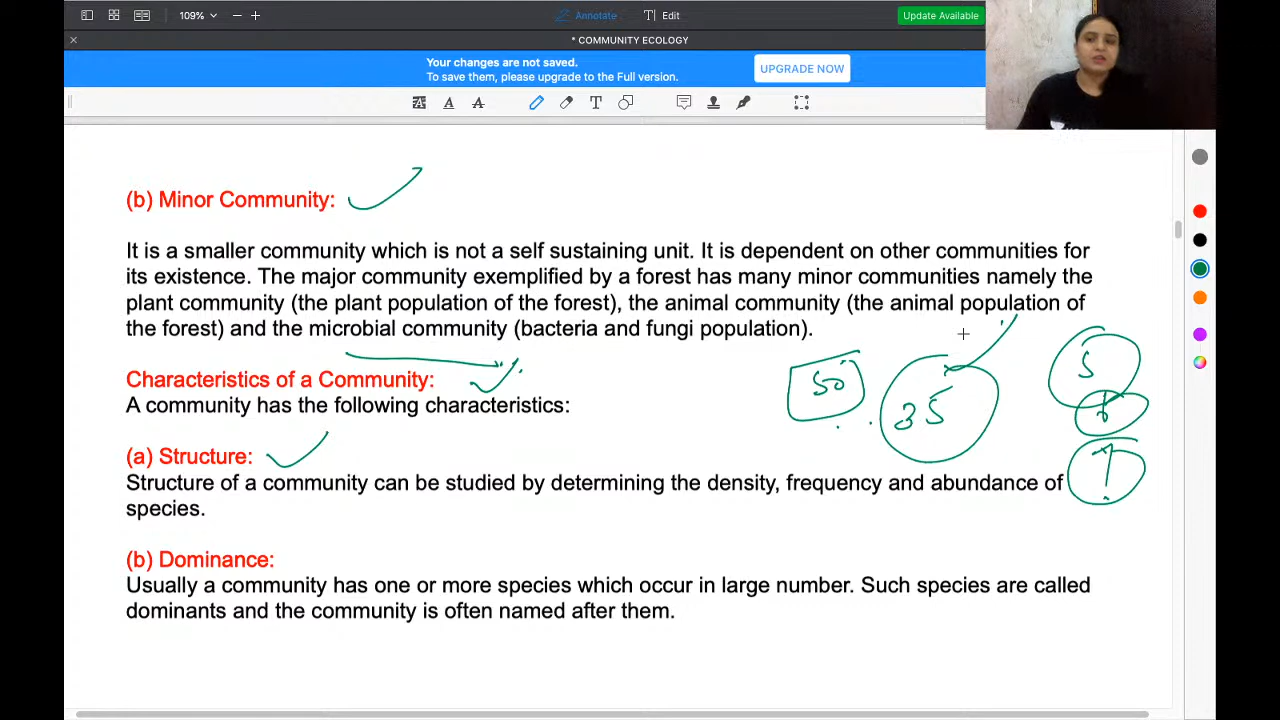 109%
Annotate
Edit
Update Available
* COMMUNITY ECOLOGY
Your changes are not saved.
To save them, please upgrade to the Full version.
UPGRADE NOW
(b) Minor Community:
It is a smaller community which is not a self sustaining unit. It is dependent on other communities for
its existence. The major community exemplified by a forest has many minor communities namely the
plant community (the plant population of the forest), the animal community (the animal population of
the forest) and the microbial community (bacteria and fungi population).
Characteristics of a Community:
A community has the following characteristics:
50
35
5
(a) Structure:
Structure of a community can be studied by determining the density, frequency and abundance of
species.
(b) Dominance:
Usually a community has one or more species which occur in large number. Such species are called
dominants and the community is often named after them.